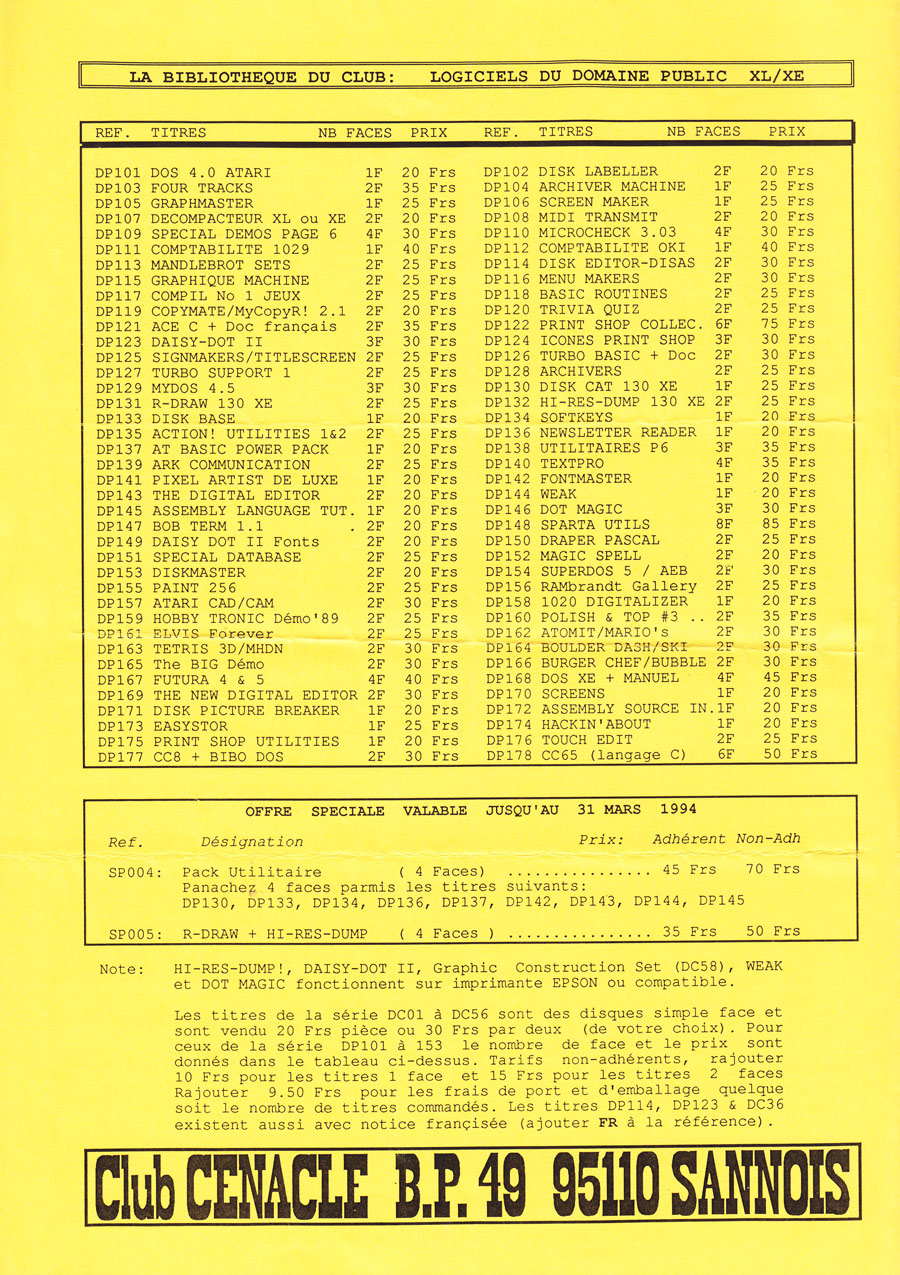 LA BIBLIOTHEQUE DU CLUB: LOGICIELS DU DOMAINE PUBLIC XL/XE
REF. TITRES NB FACES PRIX REF. TITRES NB FACES PRIX
DP101 DOS 4.0 ATARI 1F 20 Frs DP102 DISK LABELLER 2F 20 Frs
DP103 FOUR TRACKS 2F 35 Frs DP104 ARCHIVER MACHINE 1F 25 Frs
DP105 GRAPHMASTER 1F 25 Frs DP106 SCREEN MAKER 1F 25 Frs
DP107 DECOMPACTEUR XL ou XE 2F 20 Frs DP108 MIDI TRANSMIT 2F 20 Frs
DP109 SPECIAL DEMOS PAGE 6 4F 30 Frs DP110 MICROCHECK 3.03 4F 30 Frs
DP111 COMPTABILITE 1029 1F 40 Frs DP112 COMPTABILITE OKI 1F 40 Frs
DP113 MANDLEBROT SETS 2F 25 Frs DP114 DISK EDITOR-DISAS 2F 30 Frs
DP115 GRAPHIQUE MACHINE 2F 25 Frs DP116 MENU MAKERS 2F 30 Frs
DP117 COMPIL No 1 JEUX 2F 25 Frs DP118 BASIC ROUTINES 2F 25 Frs
DP119 COPYMATE/MyCopyR! 2.1 2F 20 Frs DP120 TRIVIA QUIZ 2F 25 Frs
DP121 ACE C + Doc français 2F 35 Frs DP122 PRINT SHOP COLLEC. 6F 75 Frs
DP123 DAISY-DOT II 3F 30 Frs DP124 ICONES PRINT SHOP 3F 30 Frs
DP125 SIGNMAKERS/TITLESCREEN 2F 25 Frs DP126 TURBO BASIC + Doc 2F 30 Frs
DP127 TURBO SUPPORT 1 2F 25 Frs DP128 ARCHIVERS 2F 25 Frs
DP129 MYDOS 4.5 3F 30 Frs DP130 DISK CAT 130 XE 1F 25 Frs
DP131 R-DRAW 130 XE 2F 25 Frs DP132 HI-RES-DUMP 130 XE 2F 25 Frs
DP133 DISK BASE 1F 20 Frs DP134 SOFTKEYS 1F 20 Frs
DP135 ACTION! UTILITIES 1&2 2F 25 Frs DP136 NEWSLETTER READER 1F 20 Frs
DP137 AT BASIC POWER PACK 1F 20 Frs DP138 UTILITAIRES P6 3F 35 Frs
DP139 ARK COMMUNICATION 2F 25 Frs DP140 TEXTPRO 4F 35 Frs
DP141 PIXEL ARTIST DE LUXE 1F 20 Frs DP142 FONTMASTER 1F 20 Frs
DP143 THE DIGITAL EDITOR 2F 20 Frs DP144 WEAK 1F 20 Frs
DP145 ASSEMBLY LANGUAGE TUT. 1F 20 Frs DP146 DOT MAGIC 3F 30 Frs
DP147 BOB TERM 1.1 . 2F 20 Frs DP148 SPARTA UTILS 8F 85 Frs
DP149 DAISY DOT II Fonts 2F 20 Frs DP150 DRAPER PASCAL 2F 25 Frs
DP151 SPECIAL DATABASE 2F 25 Frs DP152 MAGIC SPELL 2F 20 Frs
DP153 DISKMASTER 2F 20 Frs DP154 SUPERDOS 5 / AEB 2F 30 Frs
DP155 PAINT 256 2F 25 Frs DP156 RAMbrandt Gallery 2F 25 Frs
DP157 ATARI CAD/CAM 2F 30 Frs DP158 1020 DIGITALIZER 1F 20 Frs
DP159 HOBBY TRONIC Démo'89 2F 25 Frs DP160 POLISH & TOP #3 .. 2F 35 Frs
DP161 ELVIS Forever 2F 25 Frs DP162 ATOMIT/MARIO's 2F 30 Frs
DP163 TETRIS 3D/MHDN 2F 30 Frs DP164 BOULDER DASH/SKI 2F 30 Frs
DP165 The BIG Démo 2F 30 Frs DP166 BURGER CHEF/BUBBLE 2F 30 Frs
DP167 FUTURA 4 & 5 4F 40 Frs DP168 DOS XE + MANUEL 4F 45 Frs
DP169 THE NEW DIGITAL EDITOR 2F 30 Frs DP170 SCREENS 1F 20 Frs
DP171 DISK PICTURE BREAKER 1F 20 Frs DP172 ASSEMBLY SOURCE IN.1F 20 Frs
DP173 EASYSTOR 1F 25 Frs DP174 HACKIN'ABOUT 1F 20 Frs
DP175 PRINT SHOP UTILITIES 1F 20 Frs DP176 TOUCH EDIT 2F 25 Frs
DP177 CC8 + BIBO DOS 2F 30 Frs DP178 CC65 (langage C) 6F 50 Frs
OFFRE SPECIALE VALABLE JUSQU'AU 31 MARS 1994
Ref. Désignation Prix: Adhérent Non-Adh
SP004: Pack Utilitaire ( 4 Faces) ................ 45 Frs 70 Frs
Panachez 4 faces parmis les titres suivants:
DP130, DP133, DP134, DP136, DP137, DP142, DP143, DP144, DP145
SP005: R-DRAW + HI-RES-DUMP ( 4 Faces ) ................ 35 Frs 50 Frs
Note: HI-RES-DUMP!, DAISY-DOT II, Graphic Construction Set (DC58), WEAK
et DOT MAGIC fonctionnent sur imprimante EPSON ou compatible.
Les titres de la série DC01 à DC56 sont des disques simple face et
sont vendu 20 Frs pièce ou 30 Frs par deux (de votre choix). Pour
ceux de la série DP101 à 153 le nombre de face et le prix sont
donnés dans le tableau ci-dessus. Tarifs non-adhérents, rajouter
10 Frs pour les titres 1 face et 15 Frs pour les titres 2 faces
Rajouter 9.50 Frs pour les frais de port et d'emballage quelque
soit le nombre de titres commandés. Les titres DP114, DP123 & DC36
existent aussi avec notice françisée (ajouter FR à la référence).
Club CENACLE B.P. 49 95110 SANNOIS